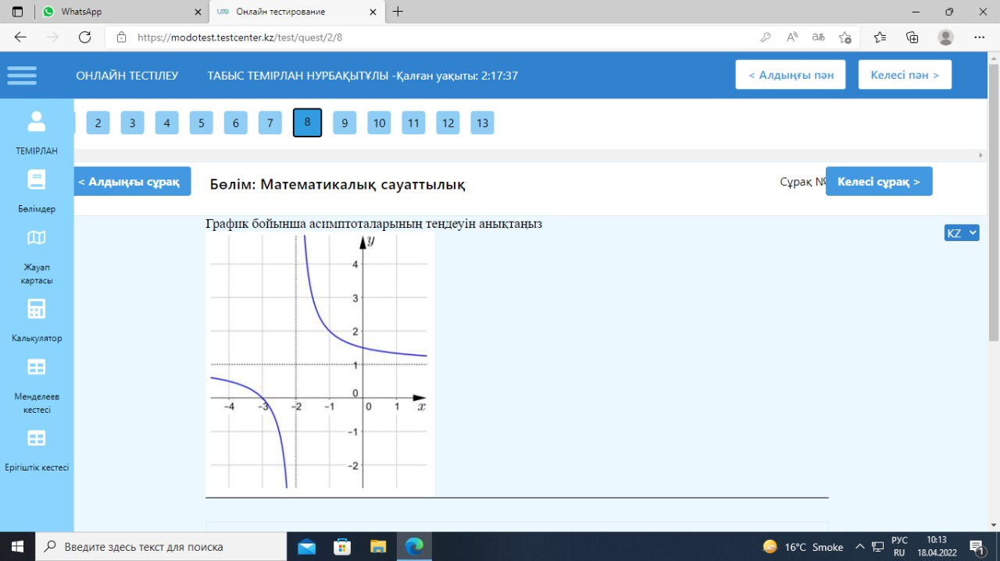 WhatsApp
Онлайн тестирование
https://modotest.testcenter.kz/test/quest/2/8
ОНЛАЙН ТЕСТІЛЕУ
ТАБЫС ТЕМІРЛАН НУРБАҚЫТҰЛЫ -Қалған уақыты: 2:17:37
< Алдыңғы пән
Келесі пән >
ТЕМІРЛАН
2 3 4 5 6 7 8 9 10 11 12 13
< Алдыңғы сұрақ
Бөлім: Математикалық сауаттылық
Сұрақ №
Келесі сұрақ >
Бөлімдер
Жауап
картасы
Калькулятор
Менделеев
кестесі
Ерігіштік кестесі
График бойынша асимптоталарының теңдеуін анықтаңыз
KZ
y
4
3
2
1
0
-4 -3 -2 -1 0 1 x
-1
-2
Введите здесь текст для поиска
16°C Smoke
РУС
RU
10:13
18.04.2022
1